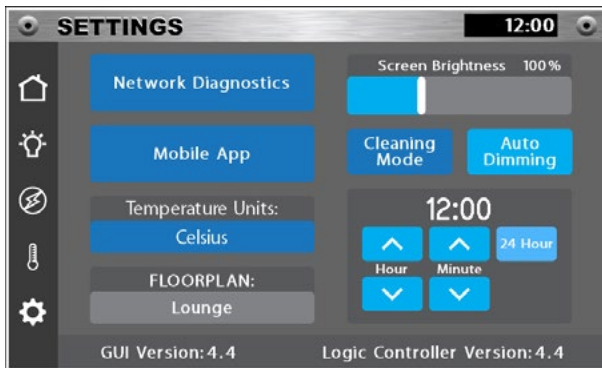 SETTINGS 12:00
Network Diagnostics
Screen Brightness 100%
Mobile App
Cleaning Mode
Auto Dimming
Temperature Units:
Celsius
FLOORPLAN:
Lounge
12:00
24 Hour
Hour Minute
GUI Version: 4.4 Logic Controller Version: 4.4